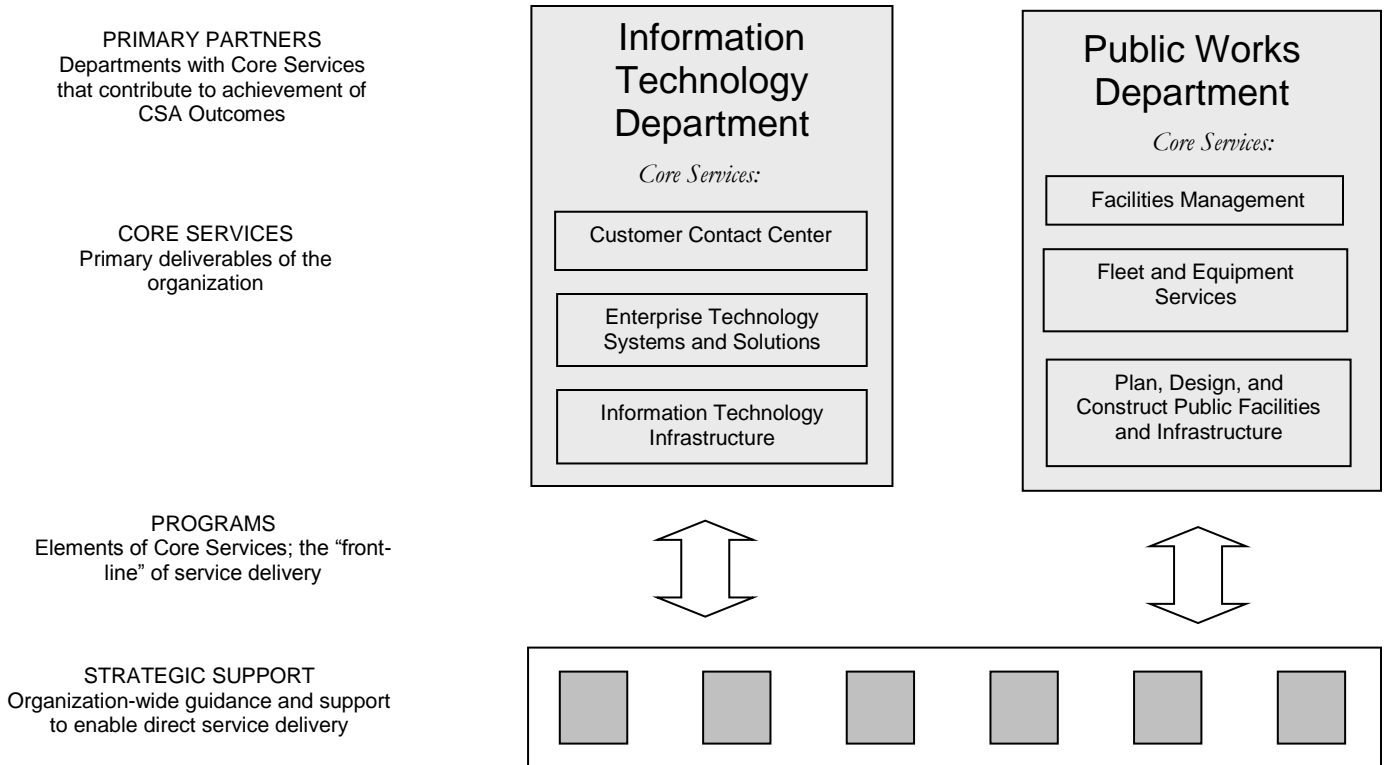 PRIMARY PARTNERS
Departments with Core Services
that contribute to achievement of
CSA Outcomes
Information
Technology
Department
Core Services:
Public Works
Department
Core Services:
CORE SERVICES
Primary deliverables of the
organization
Customer Contact Center
Enterprise Technology
Systems and Solutions
Information Technology
Infrastructure
Facilities Management
Fleet and Equipment
Services
Plan, Design, and
Construct Public Facilities
and Infrastructure
PROGRAMS
Elements of Core Services; the “front-
line” of service delivery
STRATEGIC SUPPORT
Organization-wide guidance and support
to enable direct service delivery